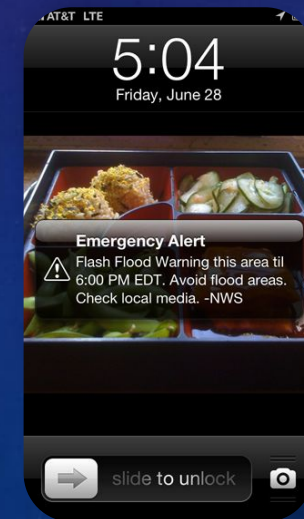 AT&T LTE
5:04
Friday, June 28
Emergency Alert
Flash Flood Warning this area til
6:00 PM EDT. Avoid flood areas.
Check local media. -NWS
slide to unlock